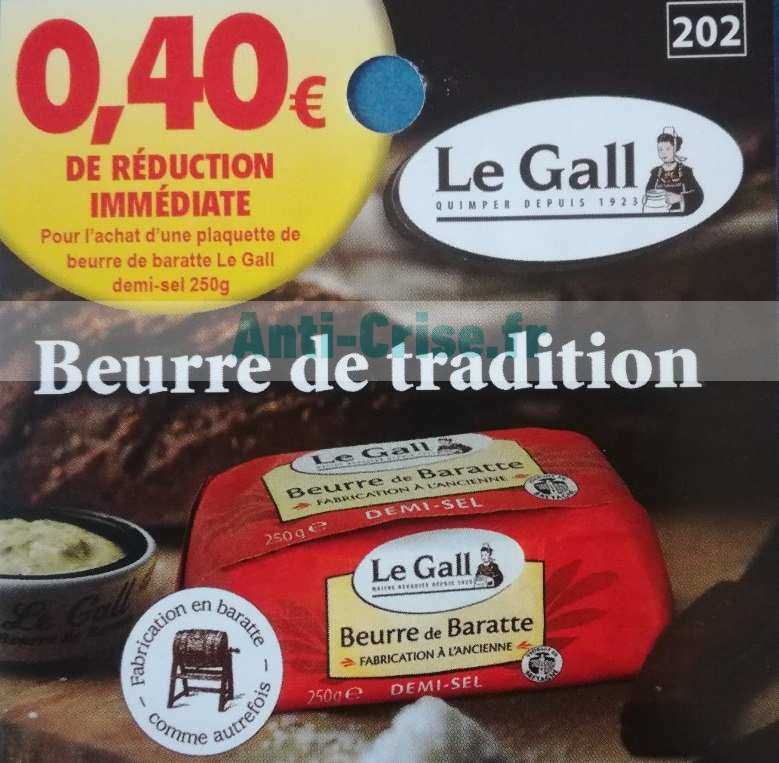 0,40€
DE RÉDUCTION
IMMÉDIATE
Pour l'achat d'une plaquette de
beurre de baratte Le Gall
demi-sel 250g
202
Le Gall
QUIMPER DEPUIS 1923
Anti-Crise.fr
Beurre de tradition
Le Gall
Beurre de Baratte
FABRICATION À L'ANCIENNE
DEMI-SEL
250g e
Le Gall
Le Gall
Beurre de Baratte
FABRICATION À L'ANCIENNE
250g e
DEMI-SEL
Fabrication en baratte
comme autrefois